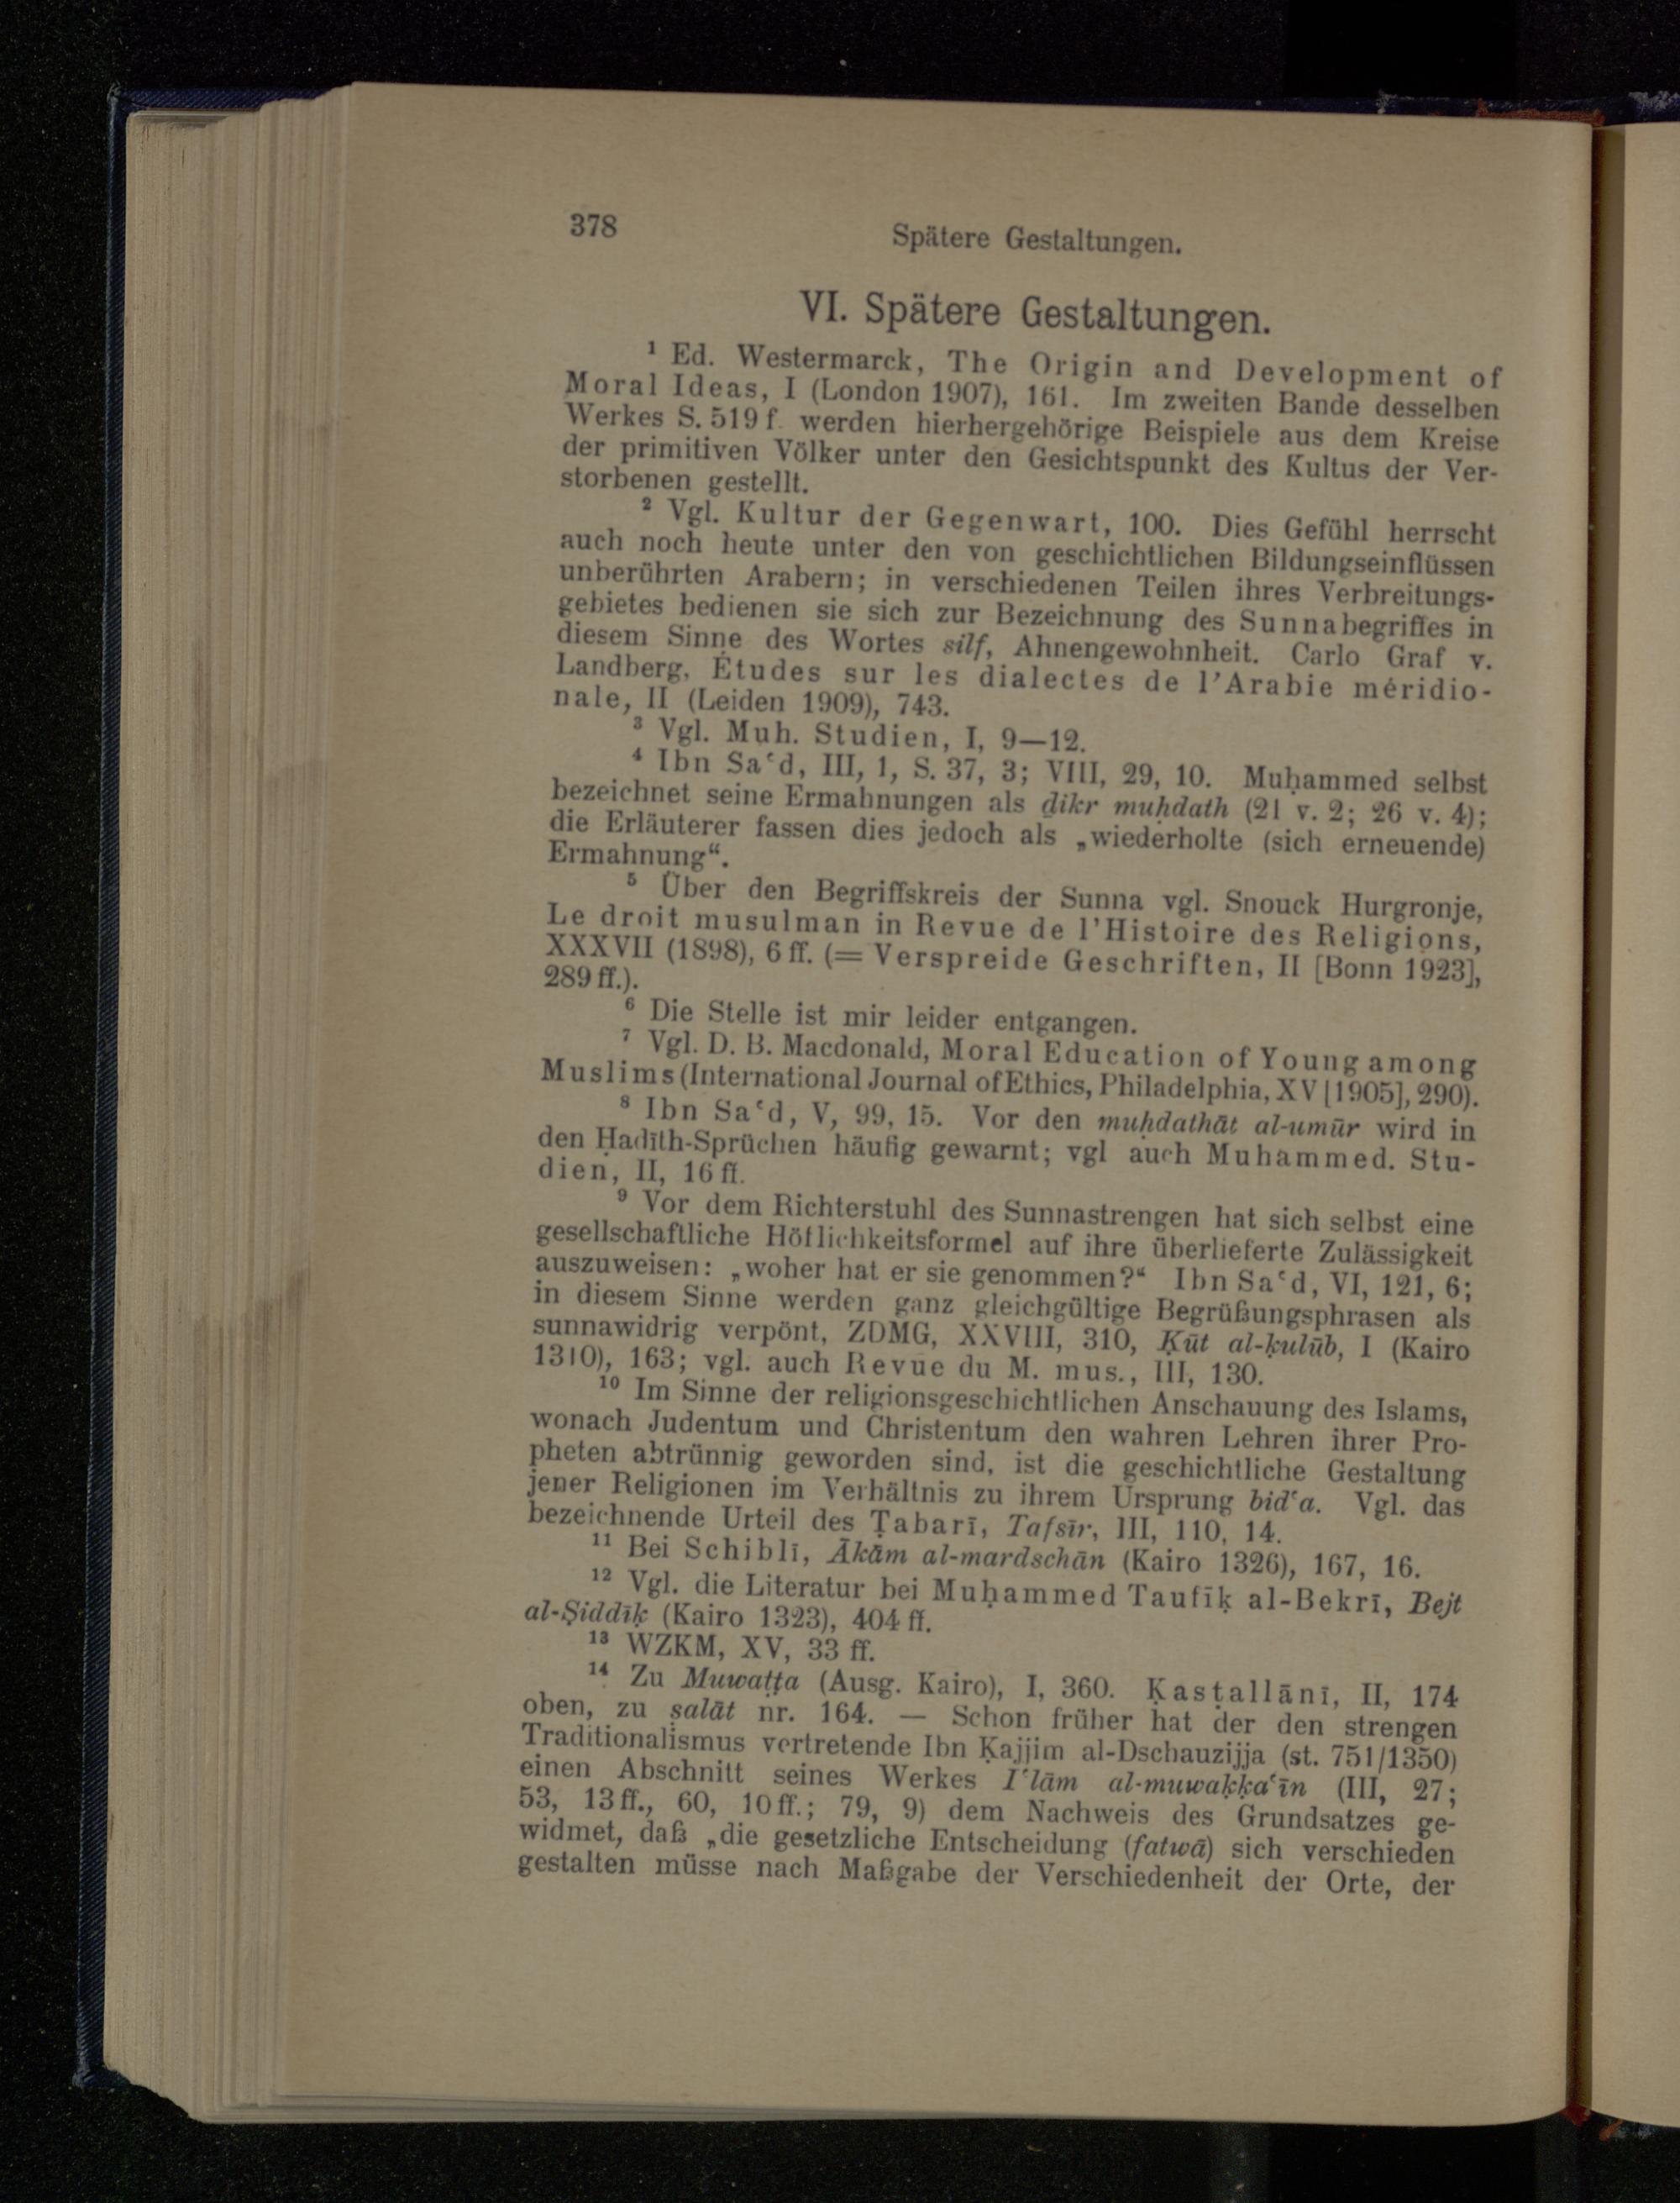 378
Spätere Gestaltungen.
VI. Spätere Gestaltungen.
¹ Ed. Westermarck, The Origin and Development of
Moral Ideas, I (London 1907), 161. Im zweiten Bande desselben
Werkes S. 519 f. werden hierhergehörige Beispiele aus dem Kreise
der primitiven Völker unter den Gesichtspunkt des Kultus der Ver-
storbenen gestellt.
² Vgl. Kultur der Gegenwart, 100. Dies Gefühl herrscht
auch noch heute unter den von geschichtlichen Bildungseinflüssen
unberührten Arabern; in verschiedenen Teilen ihres Verbreitungs-
gebietes bedienen sie sich zur Bezeichnung des Sunnabegriffes in
diesem Sinne des Wortes silf, Ahnengewohnheit. Carlo Graf v.
Landberg, Études sur les dialectes de l'Arabie méridio-
nale, II (Leiden 1909), 743.
³ Vgl. Muh. Studien, I, 9—12.
⁴ Ibn Saʿd, III, 1, S. 37, 3; VIII, 29, 10. Muḥammed selbst
bezeichnet seine Ermahnungen als ḏikr muḥdath (21 v. 2; 26 v. 4);
die Erläuterer fassen dies jedoch als „wiederholte (sich erneuende)
Ermahnung“.
⁵ Über den Begriffskreis der Sunna vgl. Snouck Hurgronje,
Le droit musulman in Revue de l'Histoire des Religions,
XXXVII (1898), 6 ff. (= Verspreide Geschriften, II [Bonn 1923],
289 ff.).
⁶ Die Stelle ist mir leider entgangen.
⁷ Vgl. D. B. Macdonald, Moral Education of Young among
Muslims (International Journal of Ethics, Philadelphia, XV [1905], 290).
⁸ Ibn Saʿd, V, 99, 15. Vor den muḥdathāt al-umūr wird in
den Ḥadīth-Sprüchen häufig gewarnt; vgl auch Muhammed. Stu-
dien, II, 16 ff.
⁹ Vor dem Richterstuhl des Sunnastrengen hat sich selbst eine
gesellschaftliche Höflichkeitsformel auf ihre überlieferte Zulässigkeit
auszuweisen: „woher hat er sie genommen?“ Ibn Saʿd, VI, 121, 6;
in diesem Sinne werden ganz gleichgültige Begrüßungsphrasen als
sunnawidrig verpönt, ZDMG, XXVIII, 310, Ḳūt al-ḳulūb, I (Kairo
1310), 163; vgl. auch Revue du M. mus., III, 130.
¹⁰ Im Sinne der religionsgeschichtlichen Anschauung des Islams,
wonach Judentum und Christentum den wahren Lehren ihrer Pro-
pheten abtrünnig geworden sind, ist die geschichtliche Gestaltung
jener Religionen im Verhältnis zu ihrem Ursprung bidʿa. Vgl. das
bezeichnende Urteil des Ṭabarī, Tafsīr, III, 110, 14.
¹¹ Bei Schiblī, Ākām al-mardschān (Kairo 1326), 167, 16.
¹² Vgl. die Literatur bei Muḥammed Taufīḳ al-Bekrī, Bejt
al-Ṣiddīḳ (Kairo 1323), 404 ff.
¹³ WZKM, XV, 33 ff.
¹⁴ Zu Muwaṭṭa (Ausg. Kairo), I, 360. Ḳasṭallānī, II, 174
oben, zu ṣalāt nr. 164. — Schon früher hat der den strengen
Traditionalismus vertretende Ibn Ḳajjim al-Dschauzijja (st. 751/1350)
einen Abschnitt seines Werkes Iʿlām al-muwaḳḳaʿīn (III, 27;
53, 13 ff., 60, 10 ff.; 79, 9) dem Nachweis des Grundsatzes ge-
widmet, daß „die gesetzliche Entscheidung (fatwā) sich verschieden
gestalten müsse nach Maßgabe der Verschiedenheit der Orte, der